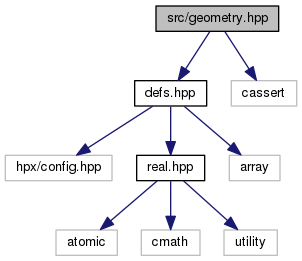 src/geometry.hpp
defs.hpp
cassert
hpx/config.hpp
real.hpp
array
atomic
cmath
utility